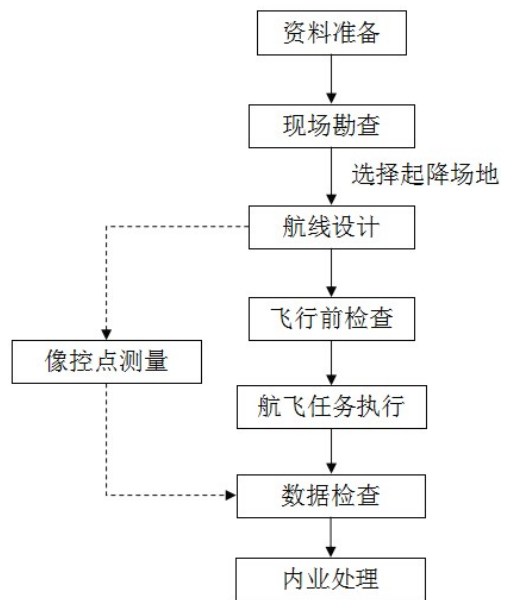 资料准备
现场勘查
选择起降场地
航线设计
飞行前检查
像控点测量
航飞任务执行
数据检查
内业处理